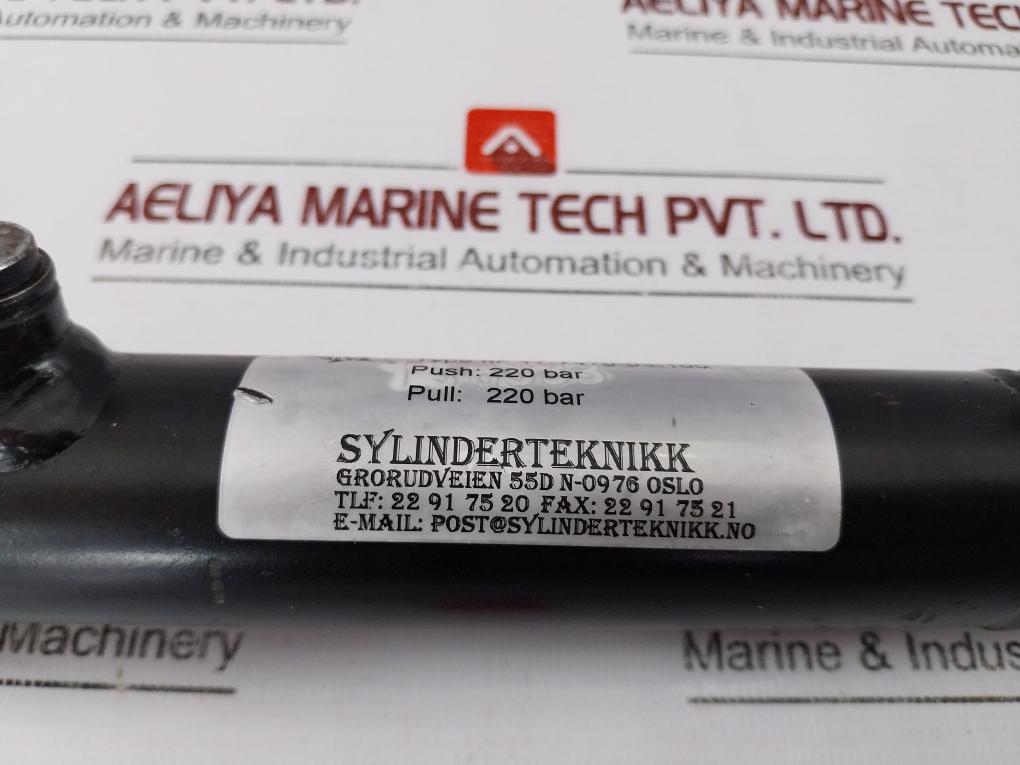 Automation & Machinery
AELIYA MARINE TECH
Marine & Industrial Automa
AELIYA MARINE TECH PVT. LTD.
Marine & Industrial Automation & Machinery
Push: 220 bar
Pull: 220 bar
SYLINDERTEKNIKK
GRORUDVEIEN 55D N-0976 OSLO
TLF: 22 91 75 20 FAX: 22 91 75 21
E-MAIL: POST@SYLINDERTEKNIKK.NO
Machinery
Marine & Indus